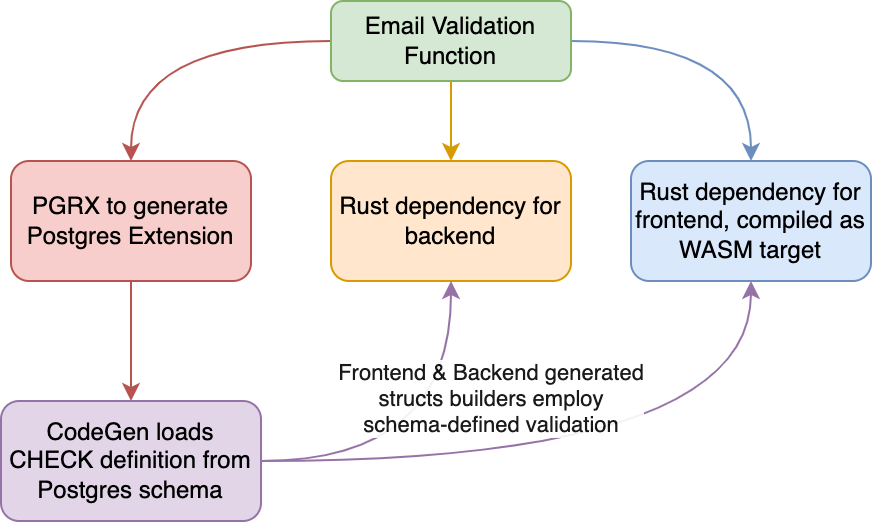 Email Validation
Function
PGRX to generate
Postgres Extension
Rust dependency for
backend
Rust dependency for
frontend, compiled as
WASM target
Frontend & Backend generated
structs builders employ
schema-defined validation
CodeGen loads
CHECK definition from
Postgres schema